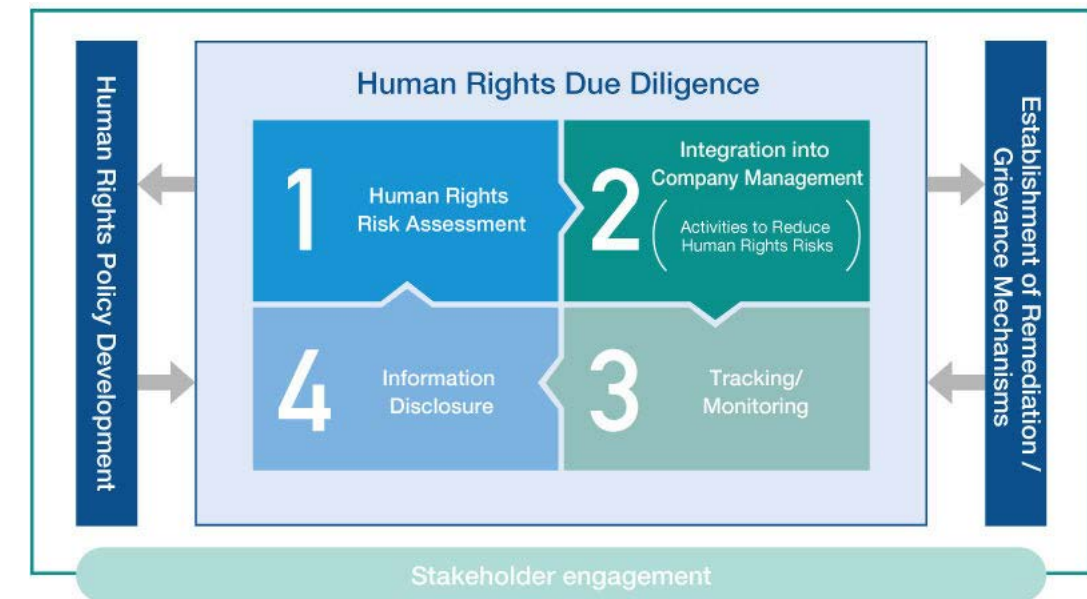 Human Rights Policy Development
Human Rights Due Diligence
1
Human Rights
Risk Assessment
2
Integration into
Company Management
Activities to Reduce
Human Rights Risks
4
Information
Disclosure
3
Tracking/
Monitoring
Establishment of Remediation /
Grievance Mechanisms
Stakeholder engagement